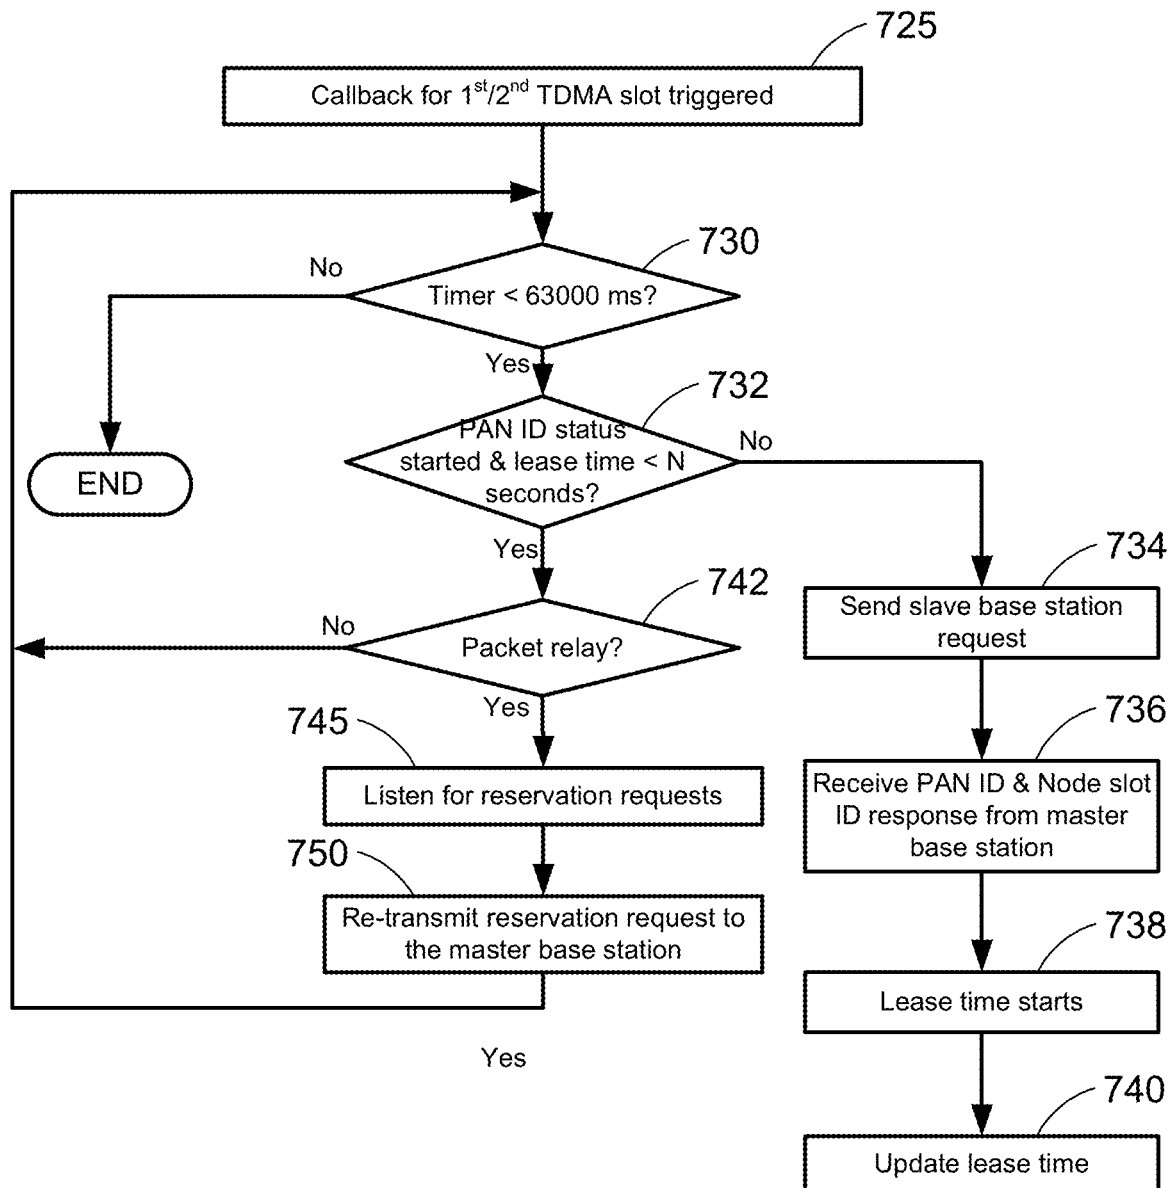 725
Callback for 1st/2nd TDMA slot triggered
730
No
Timer < 63000 ms?
Yes
732
PAN ID status
started & lease time < N
seconds?
No
END
Yes
734
Send slave base station
request
742
No
Packet relay?
Yes
736
Receive PAN ID & Node slot
ID response from master
base station
745
Listen for reservation requests
750
Re-transmit reservation request to
the master base station
738
Lease time starts
Yes
740
Update lease time